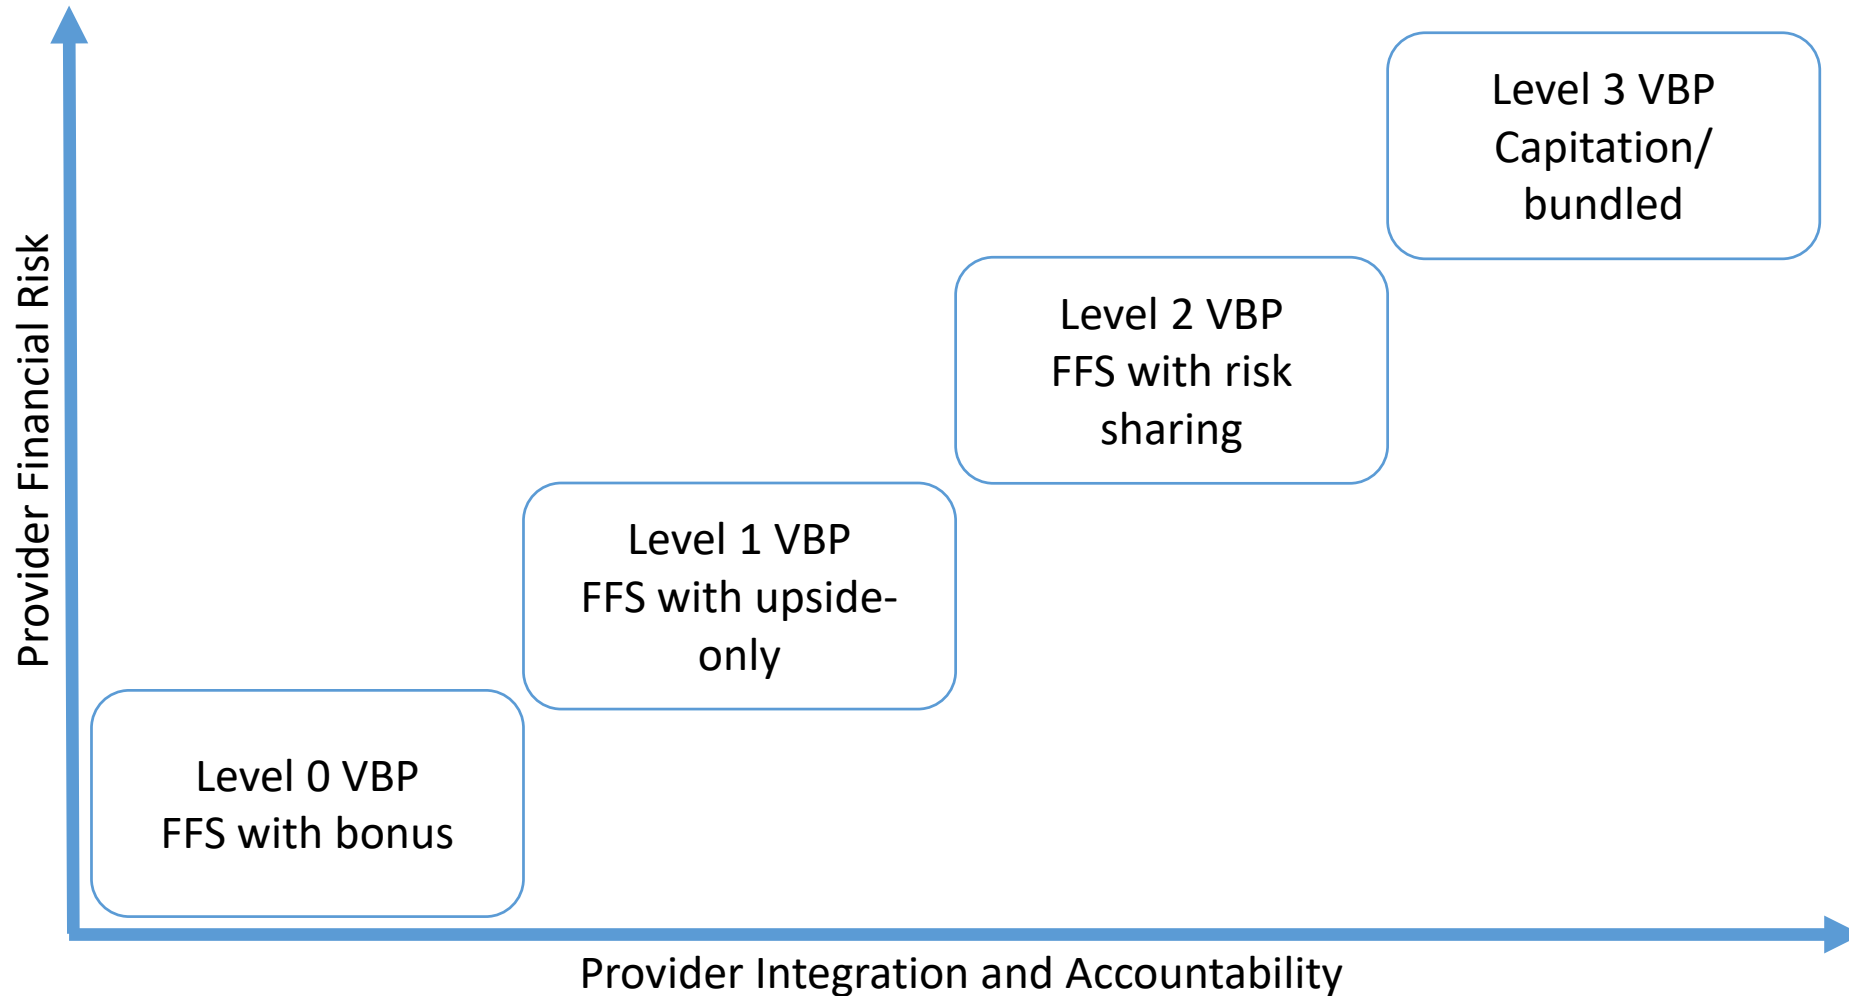 Provider Financial Risk
Level 3 VBP
Capitation/
bundled
Level 2 VBP
FFS with risk
sharing
Level 1 VBP
FFS with upside-
only
Level 0 VBP
FFS with bonus
Provider Integration and Accountability